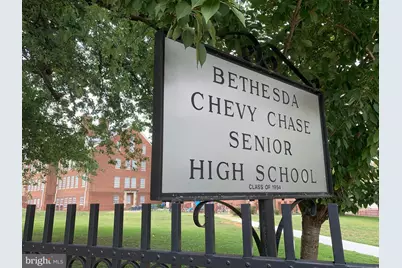 BETHESDA
CHEVY CHASE
SENIOR
HIGH SCHOOL
CLASS OF 1984
bright MLS